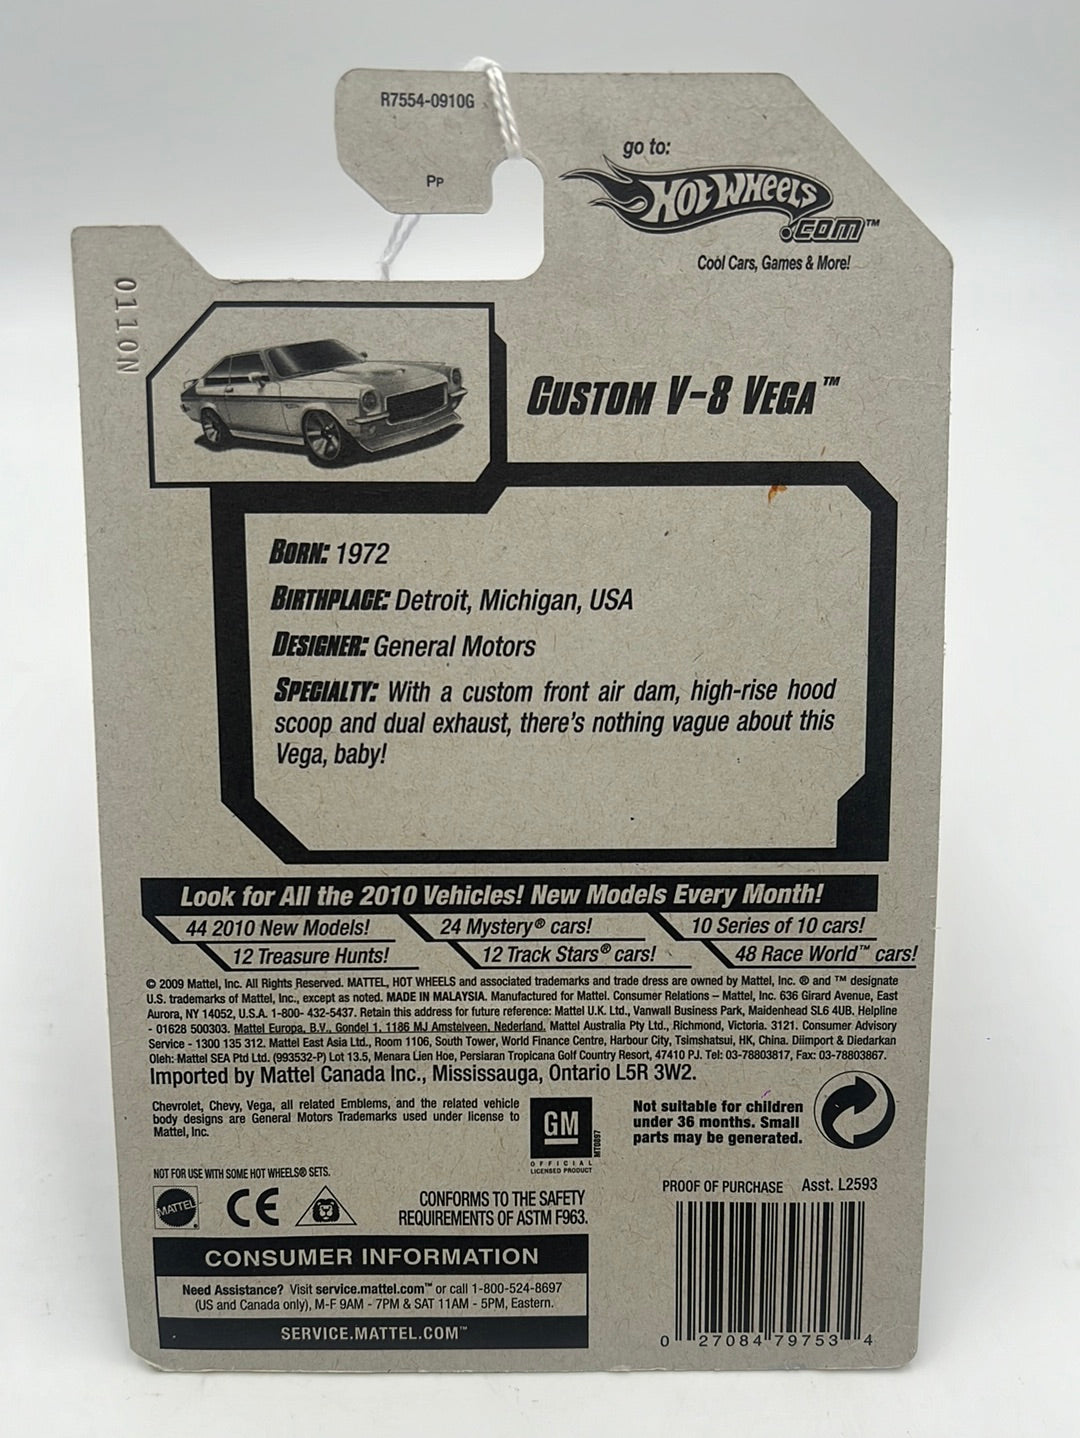 R7554-0910G
Pp
go to:
HOT WHEELS
.COM™
Cool Cars, Games & More!
0110N
CUSTOM V-8 VEGA™
BORN: 1972
BIRTHPLACE: Detroit, Michigan, USA
DESIGNER: General Motors
SPECIALTY: With a custom front air dam, high-rise hood
scoop and dual exhaust, there's nothing vague about this
Vega, baby!
Look for All the 2010 Vehicles! New Models Every Month!
44 2010 New Models!
24 Mystery® cars!
10 Series of 10 cars!
12 Treasure Hunts!
12 Track Stars® cars!
48 Race World™ cars!
© 2009 Mattel, Inc. All Rights Reserved. MATTEL, HOT WHEELS and associated trademarks and trade dress are owned by Mattel, Inc. ® and ™ designate
U.S. trademarks of Mattel, Inc., except as noted. MADE IN MALAYSIA. Manufactured for Mattel. Consumer Relations – Mattel, Inc. 636 Girard Avenue, East
Aurora, NY 14052, U.S.A. 1-800- 432-5437. Retain this address for future reference: Mattel U.K. Ltd., Vanwall Business Park, Maidenhead SL6 4UB. Helpline
- 01628 500303. Mattel Europa, B.V., Gondel 1, 1186 MJ Amstelveen, Nederland. Mattel Australia Pty Ltd., Richmond, Victoria. 3121. Consumer Advisory
Service - 1300 135 312. Mattel East Asia Ltd., Room 1106, South Tower, World Finance Centre, Harbour City, Tsimshatsui, HK, China. Diimport & Diedarkan
Oleh: Mattel SEA Ptd Ltd. (993532-P) Lot 13.5, Menara Lien Hoe, Persiaran Tropicana Golf Country Resort, 47410 PJ. Tel: 03-78803817, Fax: 03-78803867.
Imported by Mattel Canada Inc., Mississauga, Ontario L5R 3W2.
Chevrolet, Chevy, Vega, all related Emblems, and the related vehicle
body designs are General Motors Trademarks used under license to
Mattel, Inc.
GM
OFFICIAL
LICENSED PRODUCT
MT0897
Not suitable for children
under 36 months. Small
parts may be generated.
NOT FOR USE WITH SOME HOT WHEELS® SETS.
MATTEL
CE
CONFORMS TO THE SAFETY
REQUIREMENTS OF ASTM F963.
PROOF OF PURCHASE Asst. L2593
CONSUMER INFORMATION
Need Assistance? Visit service.mattel.com™ or call 1-800-524-8697
(US and Canada only), M-F 9AM - 7PM & SAT 11AM - 5PM, Eastern.
SERVICE.MATTEL.COM™
0 27084 79753 4